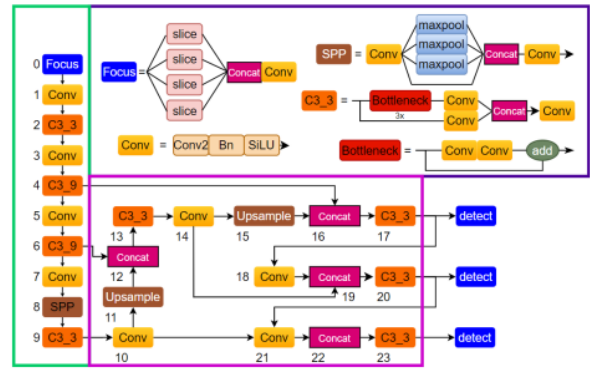 0 Focus
1 Conv
2 C3_3
3 Conv
4 C3_9
5 Conv
6 C3_9
7 Conv
8 SPP
9 C3_3
Focus =
slice
slice
slice
slice
Concat Conv
Conv = Conv2 Bn SiLU
SPP = Conv
maxpool
maxpool
maxpool
Concat Conv
C3_3 = Bottleneck Conv
3x Conv
Concat Conv
Bottleneck = Conv Conv add
C3_3 Conv Upsample Concat C3_3 detect
13 14 15 16 17
Concat
12
18 Conv Concat C3_3 detect
19 20
Upsample
11
Conv Conv Concat C3_3 detect
10 21 22 23